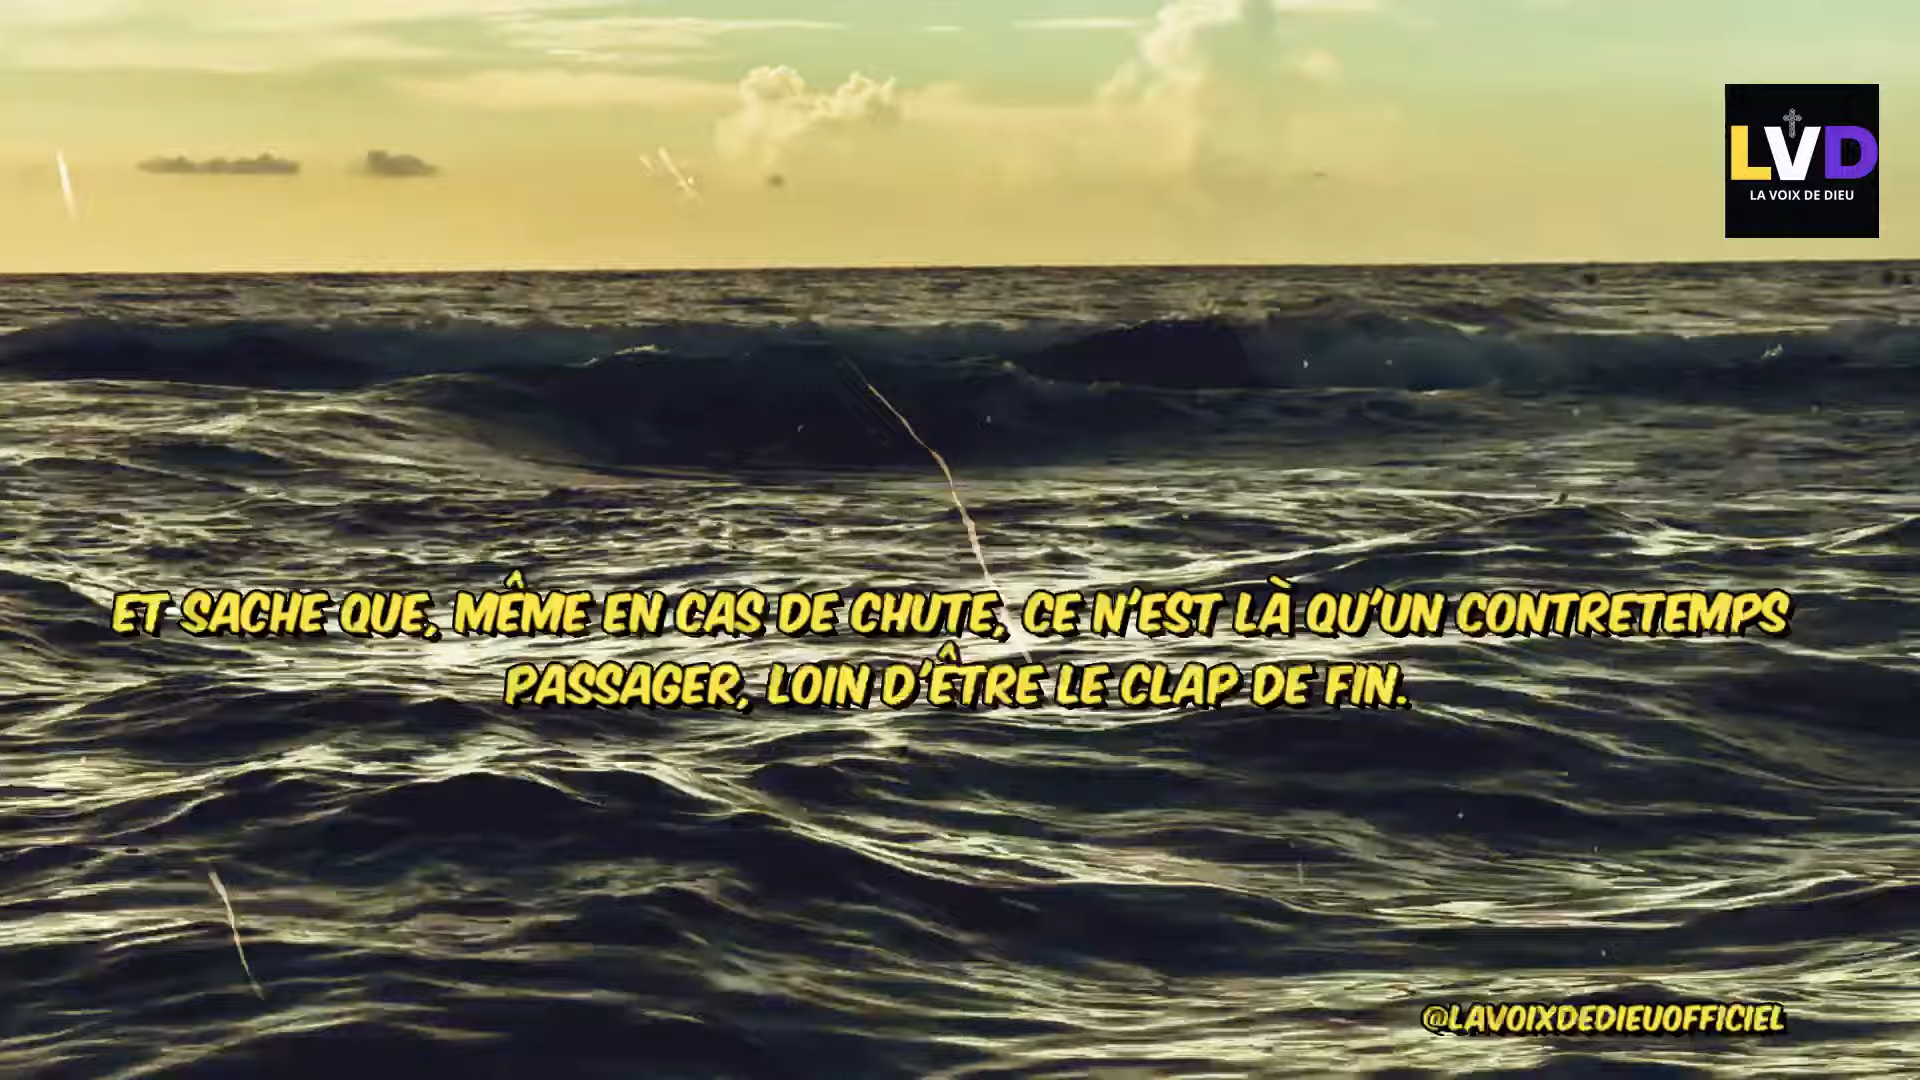 LVD
LA VOIX DE DIEU
ET SACHE QUE, MÊME EN CAS DE CHUTE, CE N'EST LÀ QU'UN CONTRETEMPS
PASSAGER, LOIN D'ÊTRE LE CLAP DE FIN.
@LAVOIXDEDIEUOFFICIEL